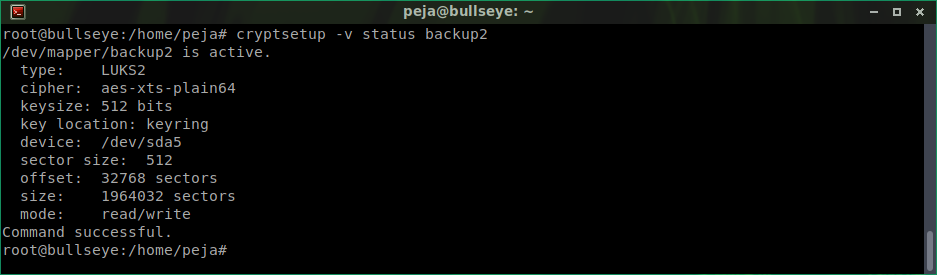 peja@bullseye: ~
root@bullseye:/home/peja# cryptsetup -v status backup2
/dev/mapper/backup2 is active.
  type:    LUKS2
  cipher:  aes-xts-plain64
  keysize: 512 bits
  key location: keyring
  device:  /dev/sda5
  sector size:  512
  offset:  32768 sectors
  size:    1964032 sectors
  mode:    read/write
Command successful.
root@bullseye:/home/peja#